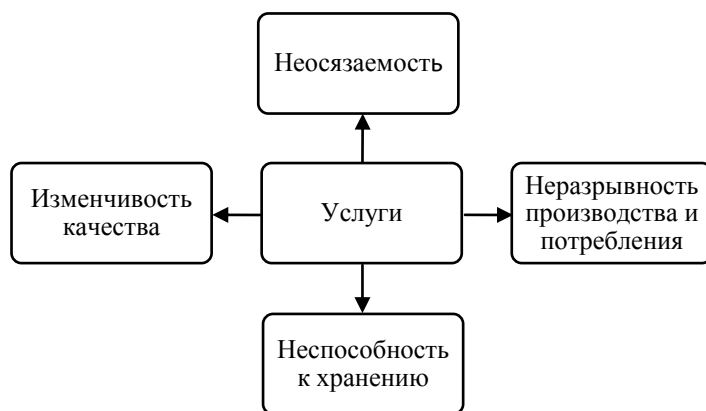 Неосязаемость
Изменчивость
качества
Услуги
Неразрывность
производства и
потребления
Неспособность
к хранению